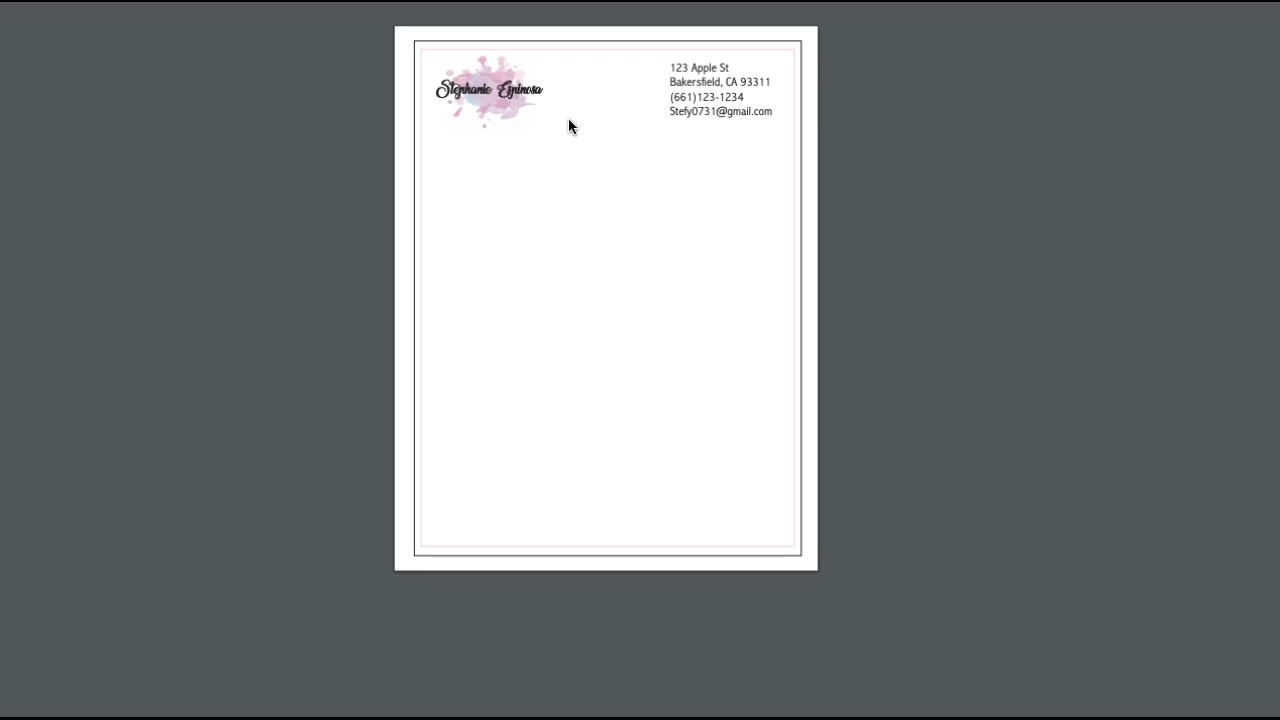 Stephanie Espinosa
123 Apple St
Bakersfield, CA 93311
(661)123-1234
Stefy0731@gmail.com